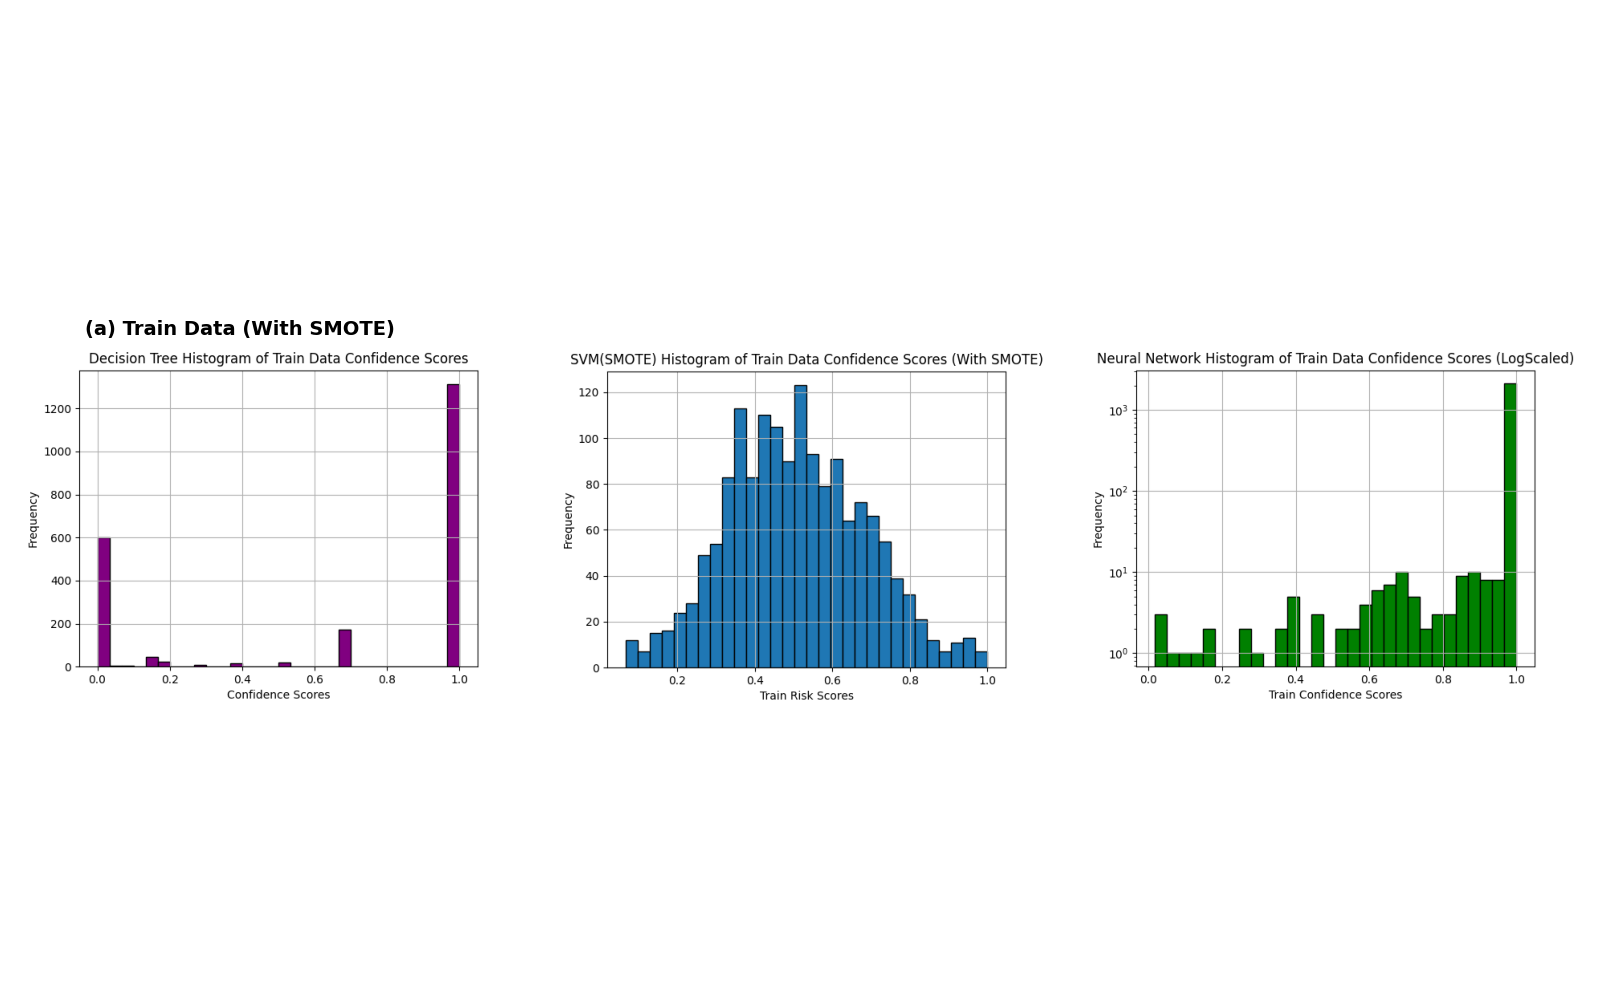 (a) Train Data (With SMOTE)
Decision Tree Histogram of Train Data Confidence Scores
Frequency
1200
1000
800
600
400
200
0
0.0 0.2 0.4 0.6 0.8 1.0
Confidence Scores
SVM(SMOTE) Histogram of Train Data Confidence Scores (With SMOTE)
Frequency
120
100
80
60
40
20
0
0.2 0.4 0.6 0.8 1.0
Train Risk Scores
Neural Network Histogram of Train Data Confidence Scores (LogScaled)
Frequency
10³
10²
10¹
10⁰
0.0 0.2 0.4 0.6 0.8 1.0
Train Confidence Scores